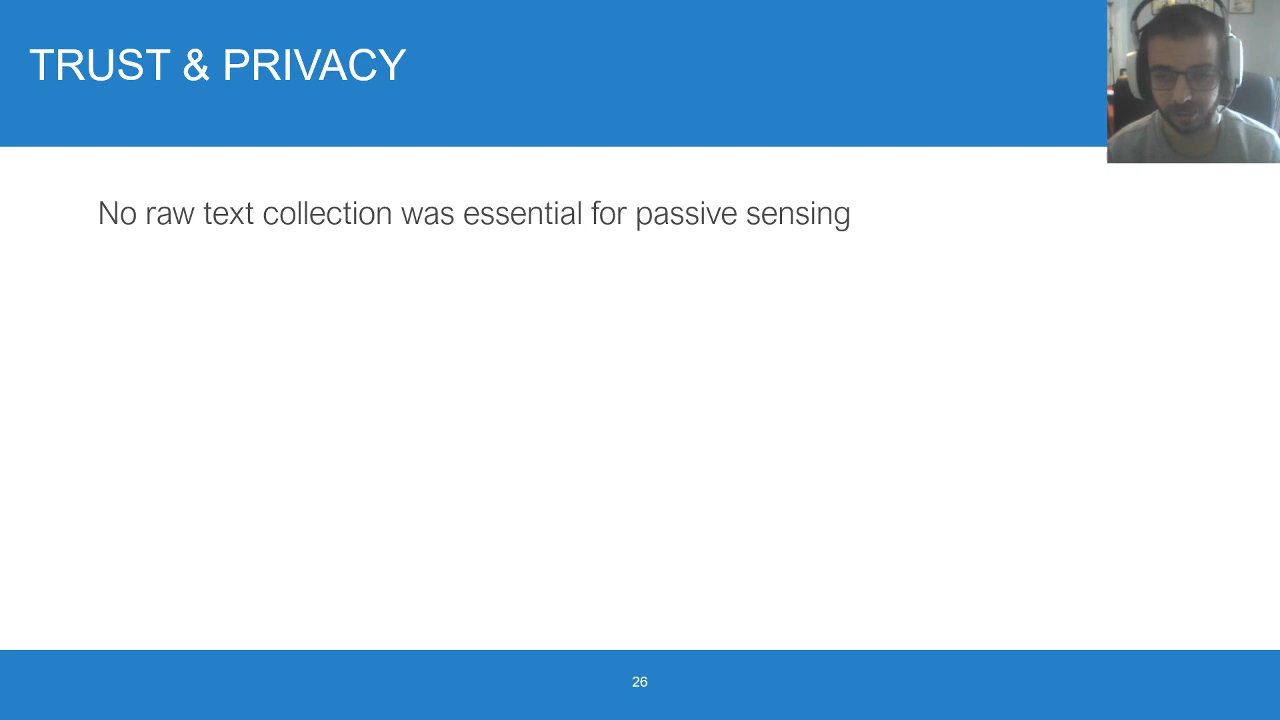 TRUST & PRIVACY
No raw text collection was essential for passive sensing
26